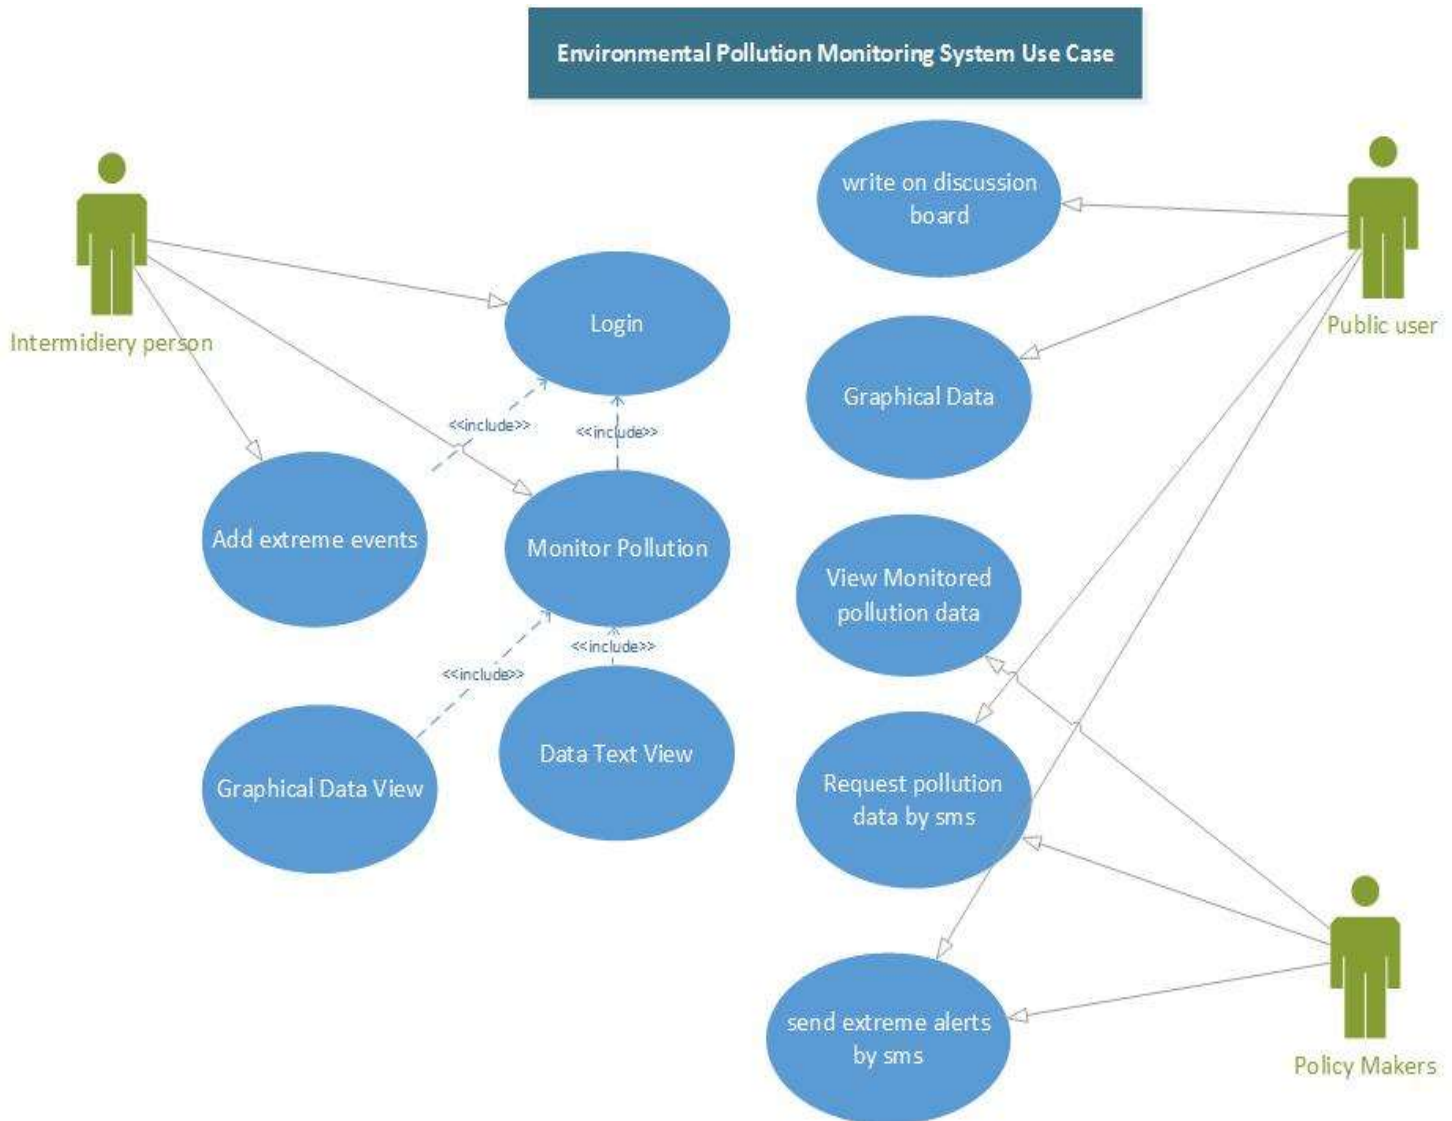 Environmental Pollution Monitoring System Use Case
write on discussion
board
Intermidiery person
Login
Public user
Graphical Data
<<include>>
<<include>>
Add extreme events
Monitor Pollution
View Monitored
pollution data
<<include>>
<<include>>
Graphical Data View
Data Text View
Request pollution
data by sms
send extreme alerts
by sms
Policy Makers